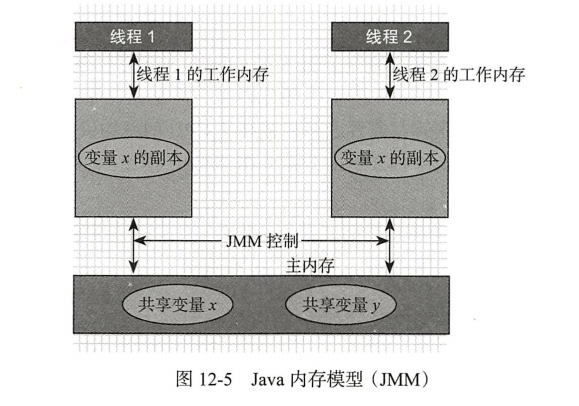 线程 1
线程 2
线程 1 的工作内存
线程 2 的工作内存
变量 x 的副本
变量 x 的副本
JMM 控制
主内存
共享变量 x
共享变量 y
图 12-5 Java 内存模型（JMM）